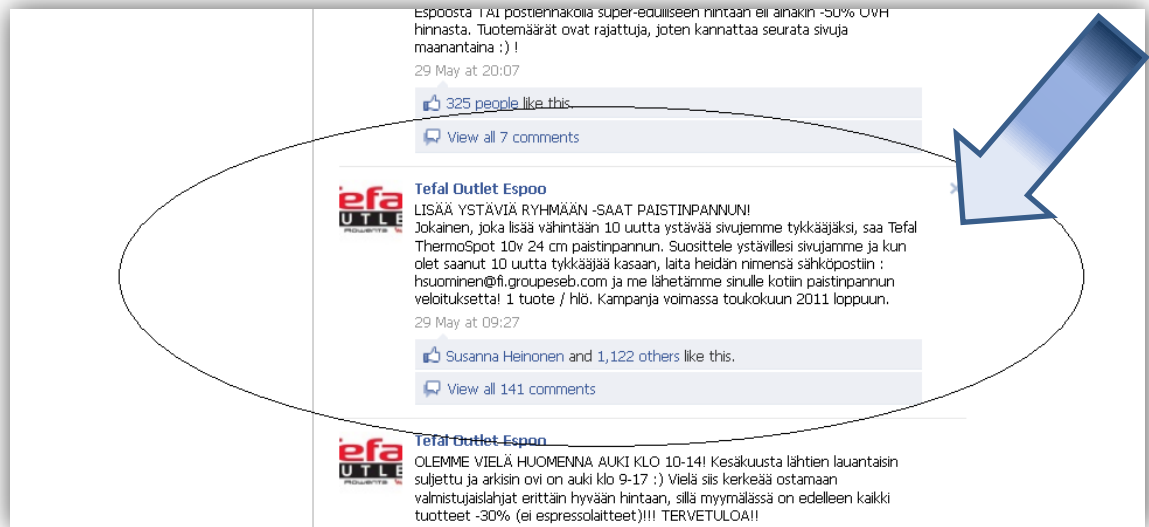 Espoosta TAI postiennakolla super-edulliseen hintaan eli ainakin -50% OVH
hinnasta. Tuotemäärät ovat rajattuja, joten kannattaa seurata sivuja
maanantaina :) !
29 May at 20:07
325 people like this.
View all 7 comments
Tefal Outlet Espoo
efa
UTLE
Rowenta
LISÄÄ YSTÄVIÄ RYHMÄÄN -SAAT PAISTINPANNUN!
Jokainen, joka lisää vähintään 10 uutta ystävää sivujemme tykkääjäksi, saa Tefal
ThermoSpot 10v 24 cm paistinpannun. Suosittele ystävillesi sivujamme ja kun
olet saanut 10 uutta tykkääjää kasaan, laita heidän nimensä sähköpostiin :
hsuominen@fi.groupeseb.com ja me lähetämme sinulle kotiin paistinpannun
veloituksetta! 1 tuote / hlö. Kampanja voimassa toukokuun 2011 loppuun.
29 May at 09:27
Susanna Heinonen and 1,122 others like this.
View all 141 comments
Tefal Outlet Espoo
efa
UTLE
Rowenta
OLEMME VIELÄ HUOMENNA AUKI KLO 10-14! Kesäkuusta lähtien lauantaisin
suljettu ja arkisin ovi on auki klo 9-17 :) Vielä siis kerkeää ostamaan
valmistujaislahjat erittäin hyvään hintaan, sillä myymälässä on edelleen kaikki
tuotteet -30% (ei espressolaitteet)!!! TERVETULOA!!